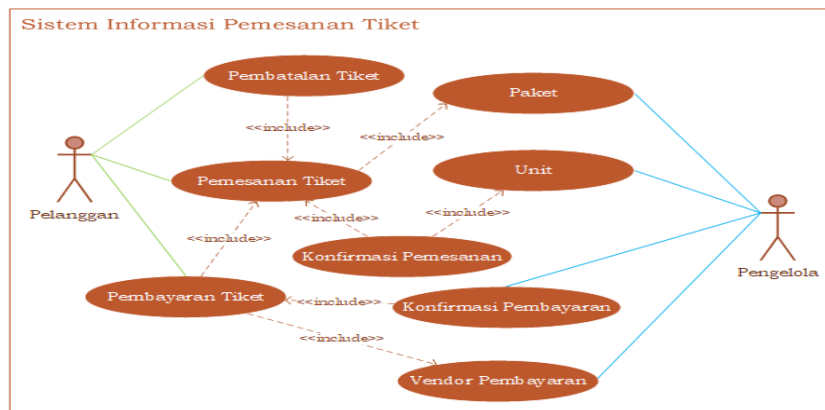 Sistem Informasi Pemesanan Tiket
Pembatalan Tiket
Paket
<<include>>
<<include>>
Unit
Pemesanan Tiket
Pelanggan
<<include>>
<<include>>
<<include>>
Konfirmasi Pemesanan
Pengelola
Pembayaran Tiket
<<include>>
Konfirmasi Pembayaran
<<include>>
Vendor Pembayaran